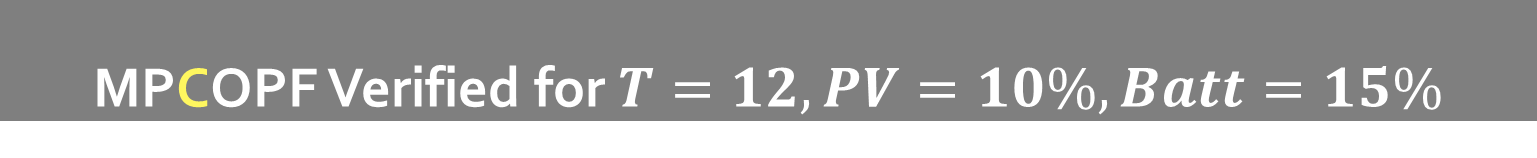 MPCOPF Verified for T = 12, PV = 10%, Batt = 15%